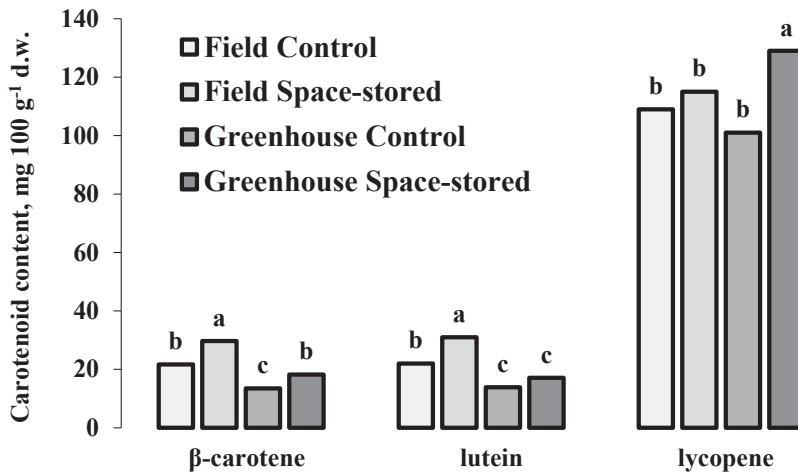 Carotenoid content, mg 100 g⁻¹ d.w.
140
120
100
80
60
40
20
0
Field Control
Field Space-stored
Greenhouse Control
Greenhouse Space-stored
b
a
c
b
b
a
c
c
b
b
b
a
β-carotene
lutein
lycopene